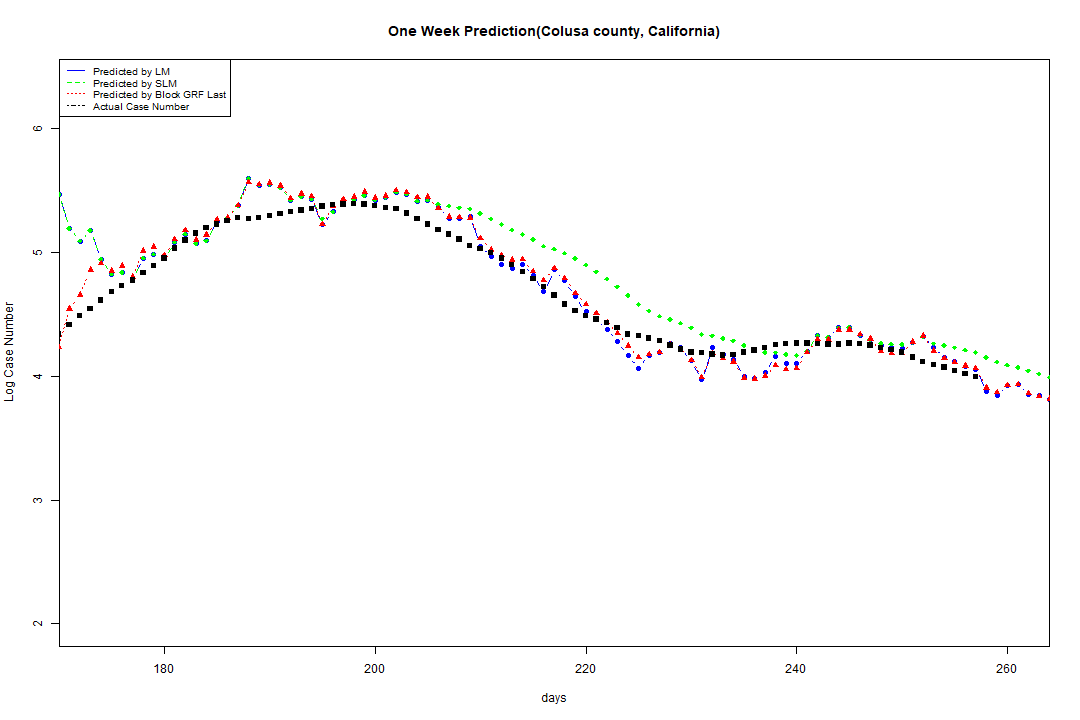 One Week Prediction(Colusa county, California)
Predicted by LM
Predicted by SLM
Predicted by Block GRF Last
Actual Case Number
6
5
4
3
2
Log Case Number
180 200 220 240 260
days